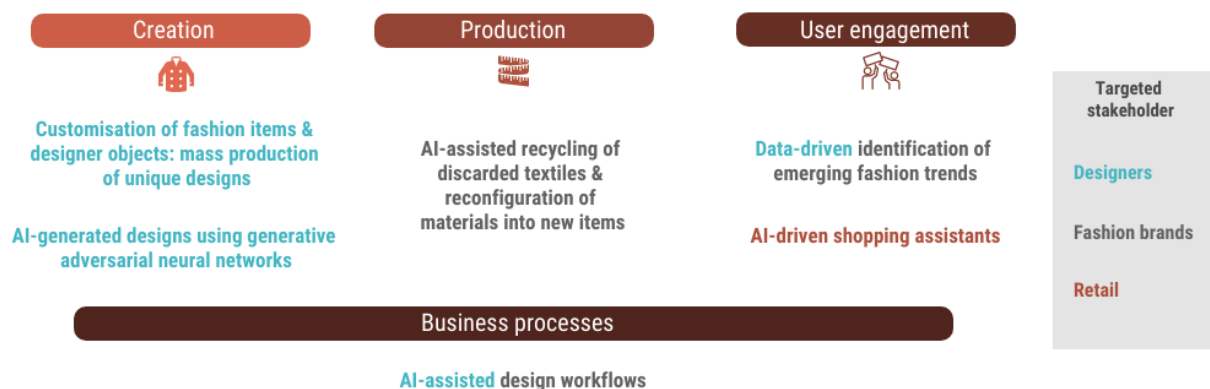 Creation
Production
User engagement
Customisation of fashion items &
designer objects: mass production
of unique designs
AI-generated designs using generative
adversarial neural networks
AI-assisted recycling of
discarded textiles &
reconfiguration of
materials into new items
Data-driven identification of
emerging fashion trends
AI-driven shopping assistants
Targeted
stakeholder
Designers
Fashion brands
Retail
Business processes
AI-assisted design workflows